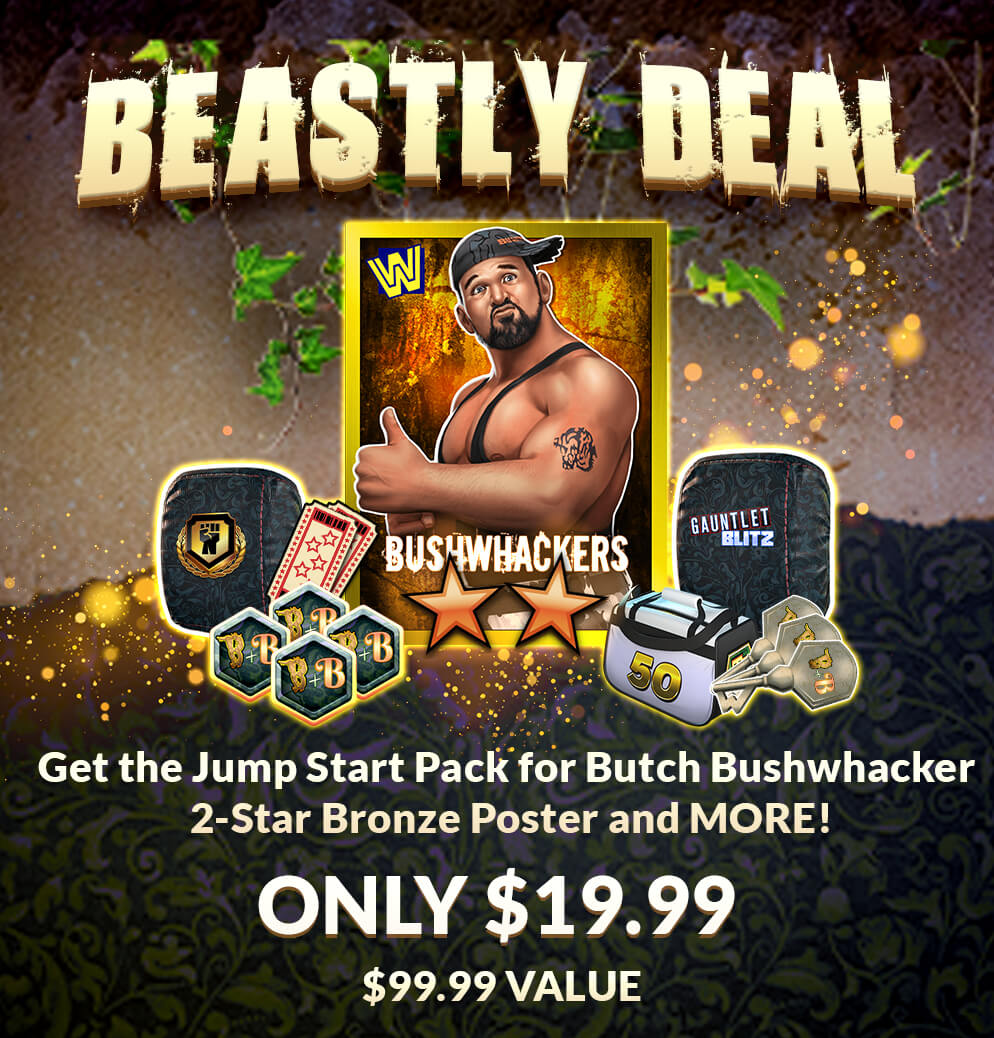 BEASTLY DEAL
W
BUSHWHACKERS
GAUNTLET
BLITZ
B+B
B+B
B+B
B+B
50
B+B
Get the Jump Start Pack for Butch Bushwhacker
2-Star Bronze Poster and MORE!
ONLY $19.99
$99.99 VALUE